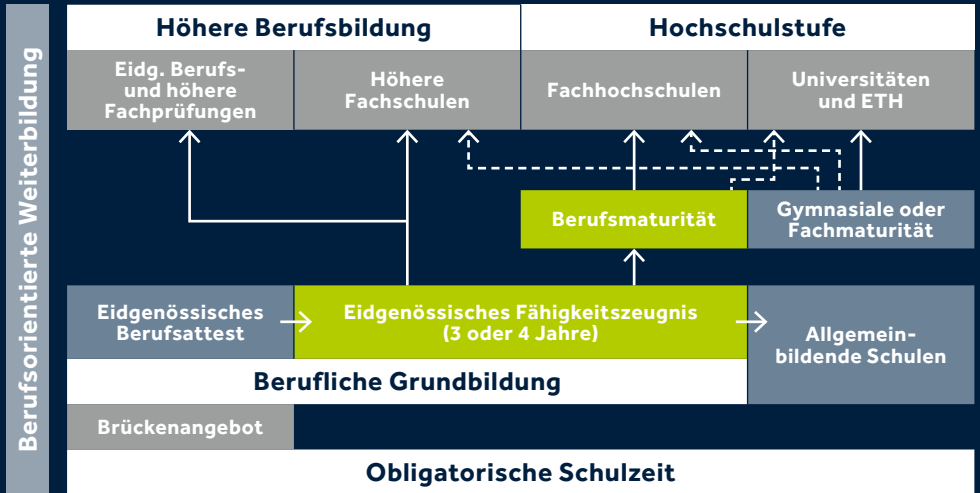 Berufsorientierte Weiterbildung
Höhere Berufsbildung
Hochschulstufe
Eidg. Berufs-
und höhere
Fachprüfungen
Höhere
Fachschulen
Fachhochschulen
Universitäten
und ETH
Berufsmaturität
Gymnasiale oder
Fachmaturität
Eidgenössisches
Berufsattest
Eidgenössisches Fähigkeitszeugnis
(3 oder 4 Jahre)
Allgemein-
bildende Schulen
Berufliche Grundbildung
Brückenangebot
Obligatorische Schulzeit